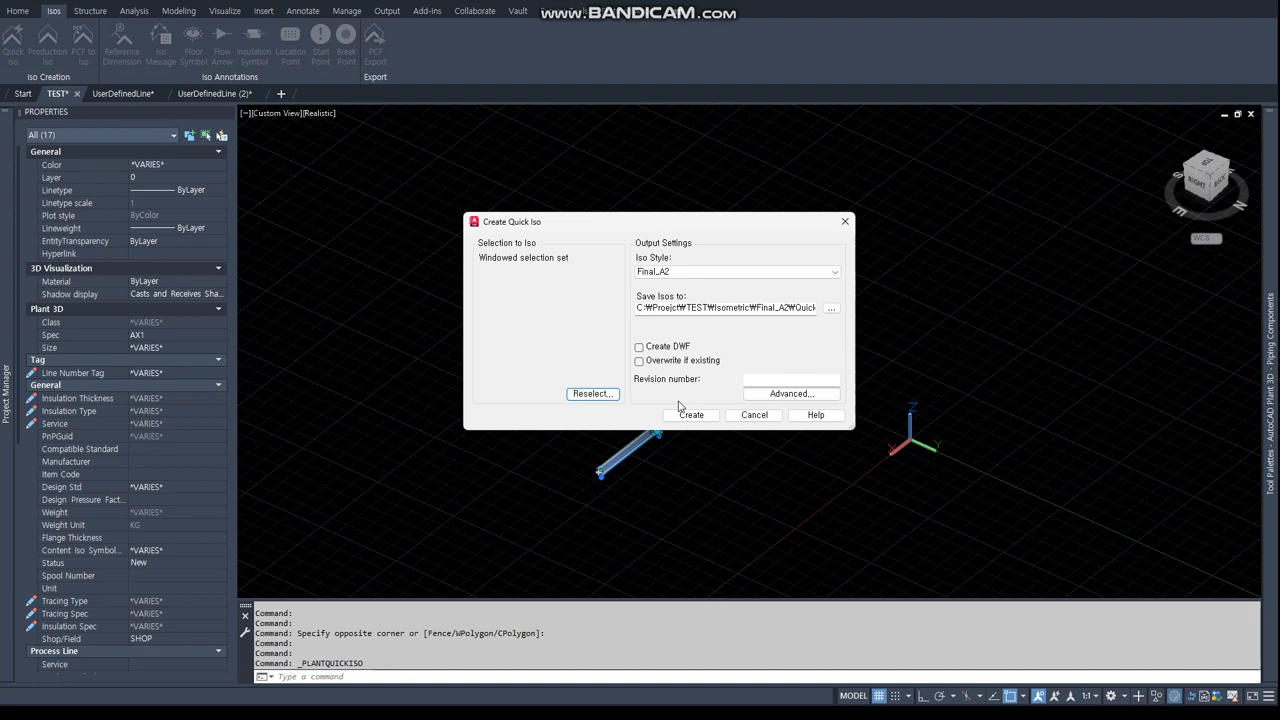 www.BANDICAM.com
Home Isos Structure Analysis Modeling Visualize Insert Annotate Manage Output Add-ins Collaborate Vault
Quick Iso
Production Iso
PCF to Iso
Reference Dimension
Iso Message
Floor Symbol
Flow Arrow
Insulation Symbol
Location Point
Start Point
Break Point
PCF Export
Iso Creation Iso Annotations Export
Start TEST* UserDefinedLine* UserDefinedLine (2)*
PROPERTIES
[−][Custom View][Realistic]
All (17)
General
Color *VARIES*
Layer 0
Linetype ByLayer
Linetype scale 1
Plot style ByColor
Lineweight ByLayer
EntityTransparency ByLayer
Hyperlink
3D Visualization
Material ByLayer
Shadow display Casts and Receives Sha...
Plant 3D
Class *VARIES*
Spec AX1
Size *VARIES*
Tag
Line Number Tag *VARIES*
General
Insulation Thickness *VARIES*
Insulation Type *VARIES*
Service *VARIES*
PnPGuid *VARIES*
Compatible Standard
Manufacturer
Item Code
Design Std *VARIES*
Design Pressure Fact...
Weight *VARIES*
Weight Unit KG
Flange Thickness
Content Iso Symbol... *VARIES*
Status New
Spool Number
Unit
Tracing Type *VARIES*
Tracing Spec *VARIES*
Insulation Spec *VARIES*
Shop/Field SHOP
Process Line
Service
Project Manager
Create Quick Iso
Selection to Iso
Windowed selection set
Reselect...
Output Settings
Iso Style:
Final_A2
Save Isos to:
C:₩Proejct₩TEST₩Isometric₩Final_A2₩Quick
...
Create DWF
Overwrite if existing
Revision number:
Advanced...
Create Cancel Help
TOP
RIGHT BACK
S
E
N
WCS
Z
Y
Tool Palettes - AutoCAD Plant 3D - Piping Components
Command:
Command:
Command: Specify opposite corner or [Fence/WPolygon/CPolygon]:
Command:
Command:
Command: _PLANTQUICKISO
Type a command
MODEL 1:1